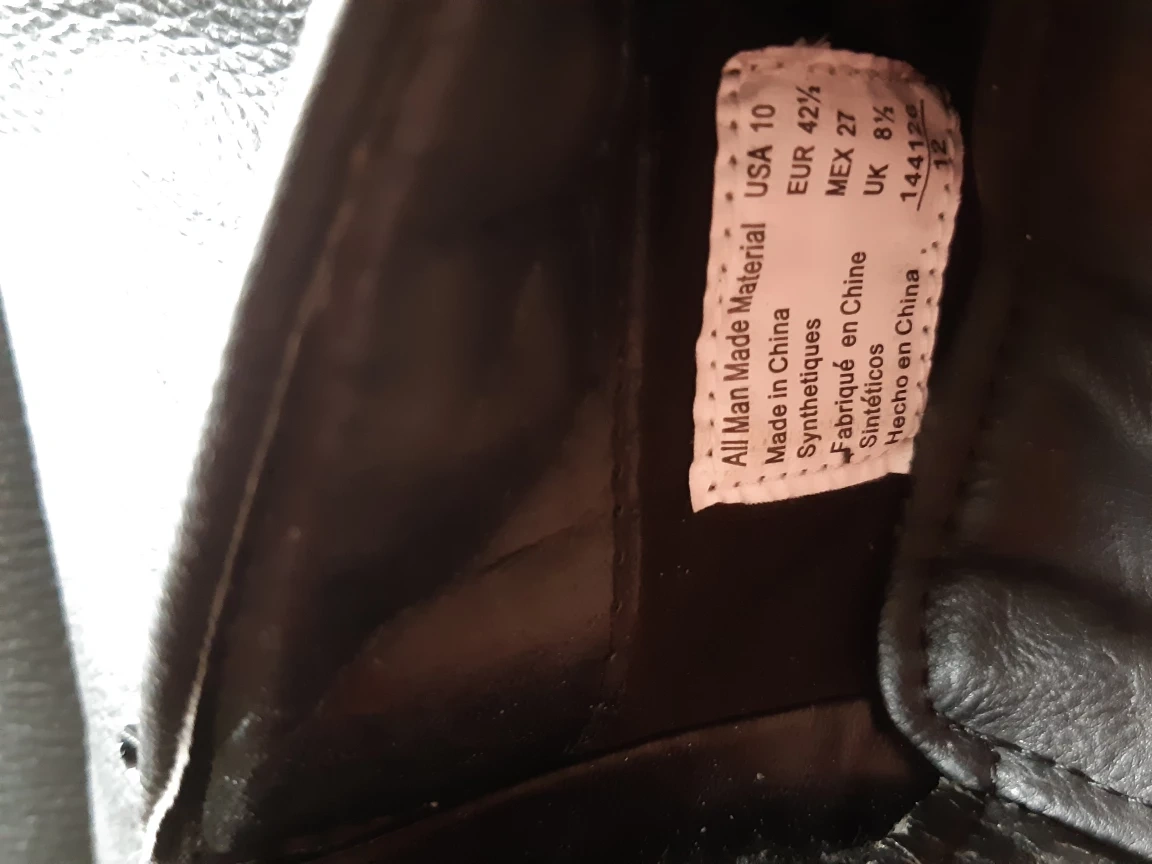 All Man Made Material
Made in China
Synthetiques
Fabriqué en Chine
Sintéticos
Hecho en China
USA 10
EUR 42½
MEX 27
UK 8½
144126
12